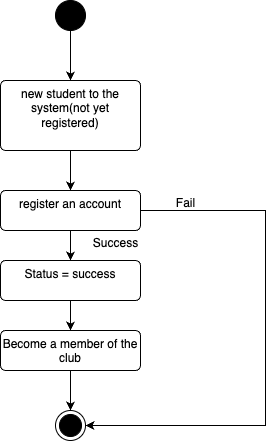 new student to the
system(not yet
registered)
register an account
Fail
Success
Status = success
Become a member of the
club